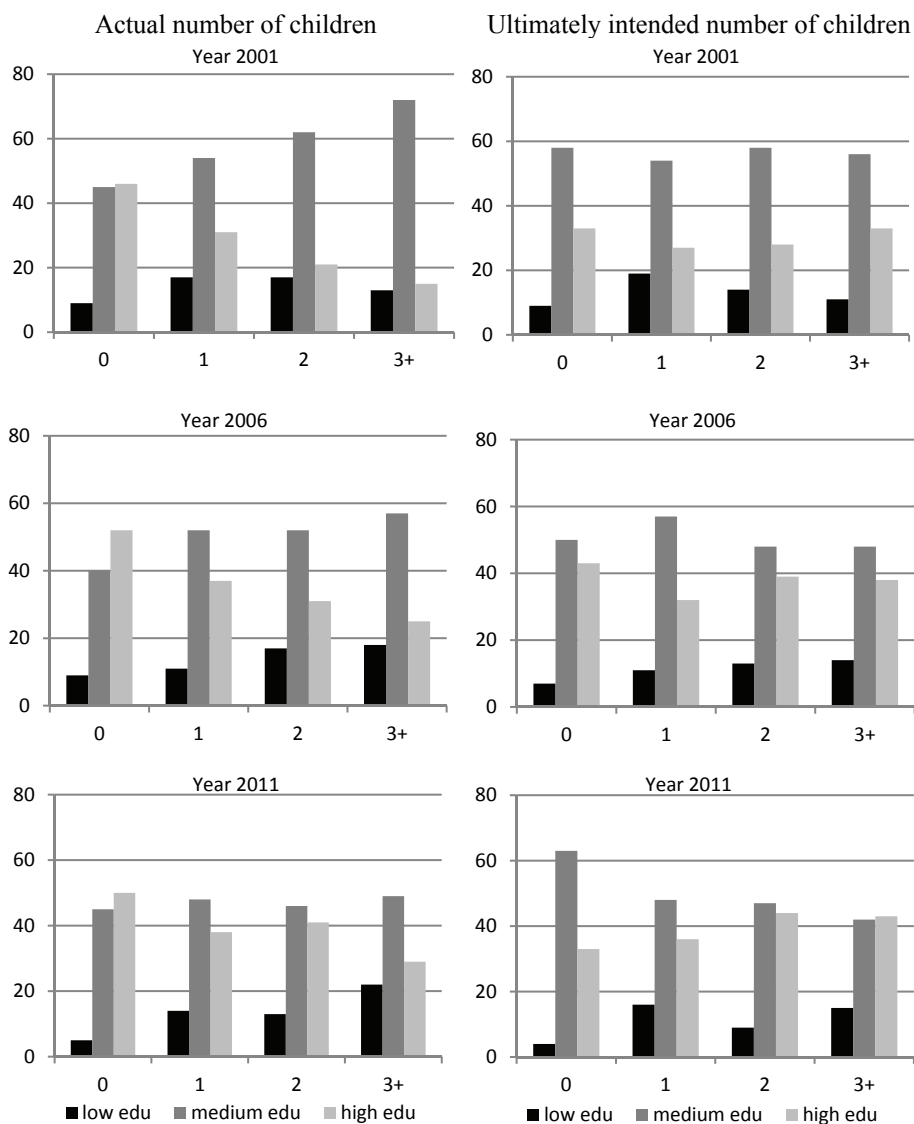 Actual number of children
Ultimately intended number of children
Year 2001
80
60
40
20
0
0 1 2 3+
Year 2001
80
60
40
20
0
0 1 2 3+
Year 2006
80
60
40
20
0
0 1 2 3+
Year 2006
80
60
40
20
0
0 1 2 3+
Year 2011
80
60
40
20
0
0 1 2 3+
low edu medium edu high edu
Year 2011
80
60
40
20
0
0 1 2 3+
low edu medium edu high edu